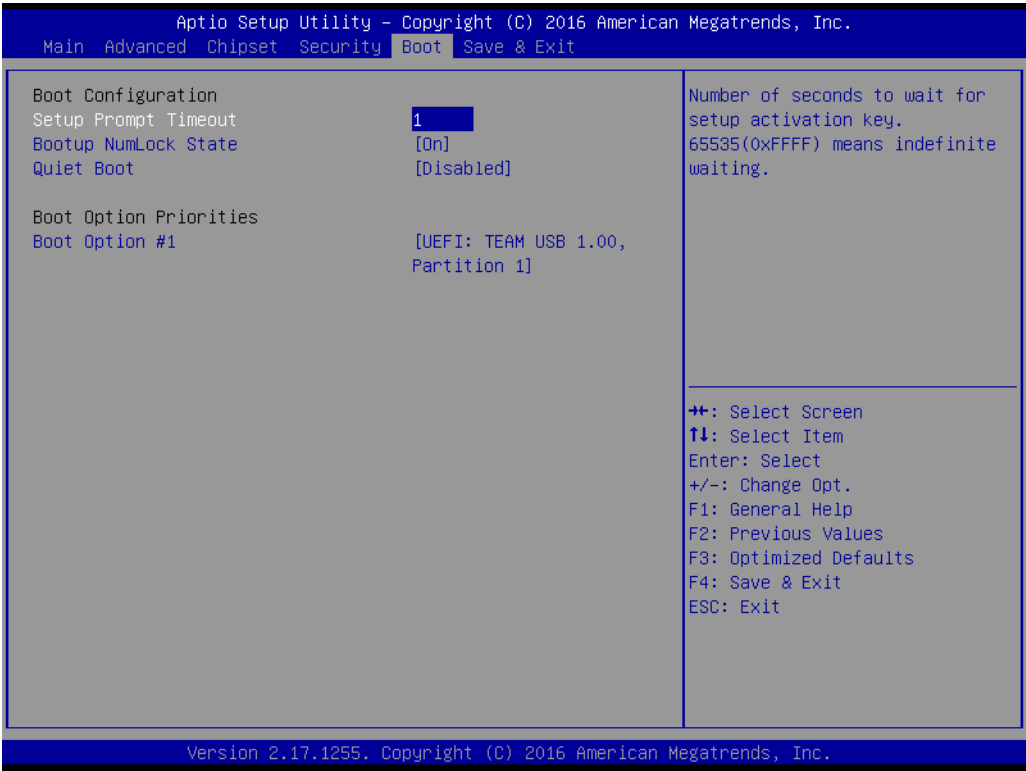 Aptio Setup Utility – Copyright (C) 2016 American Megatrends, Inc.
Main Advanced Chipset Security Boot Save & Exit
Boot Configuration
Setup Prompt Timeout 1
Bootup NumLock State [On]
Quiet Boot [Disabled]
Boot Option Priorities
Boot Option #1 [UEFI: TEAM USB 1.00,
Partition 1]
Number of seconds to wait for
setup activation key.
65535(0xFFFF) means indefinite
waiting.
→←: Select Screen
↑↓: Select Item
Enter: Select
+/-: Change Opt.
F1: General Help
F2: Previous Values
F3: Optimized Defaults
F4: Save & Exit
ESC: Exit
Version 2.17.1255. Copyright (C) 2016 American Megatrends, Inc.